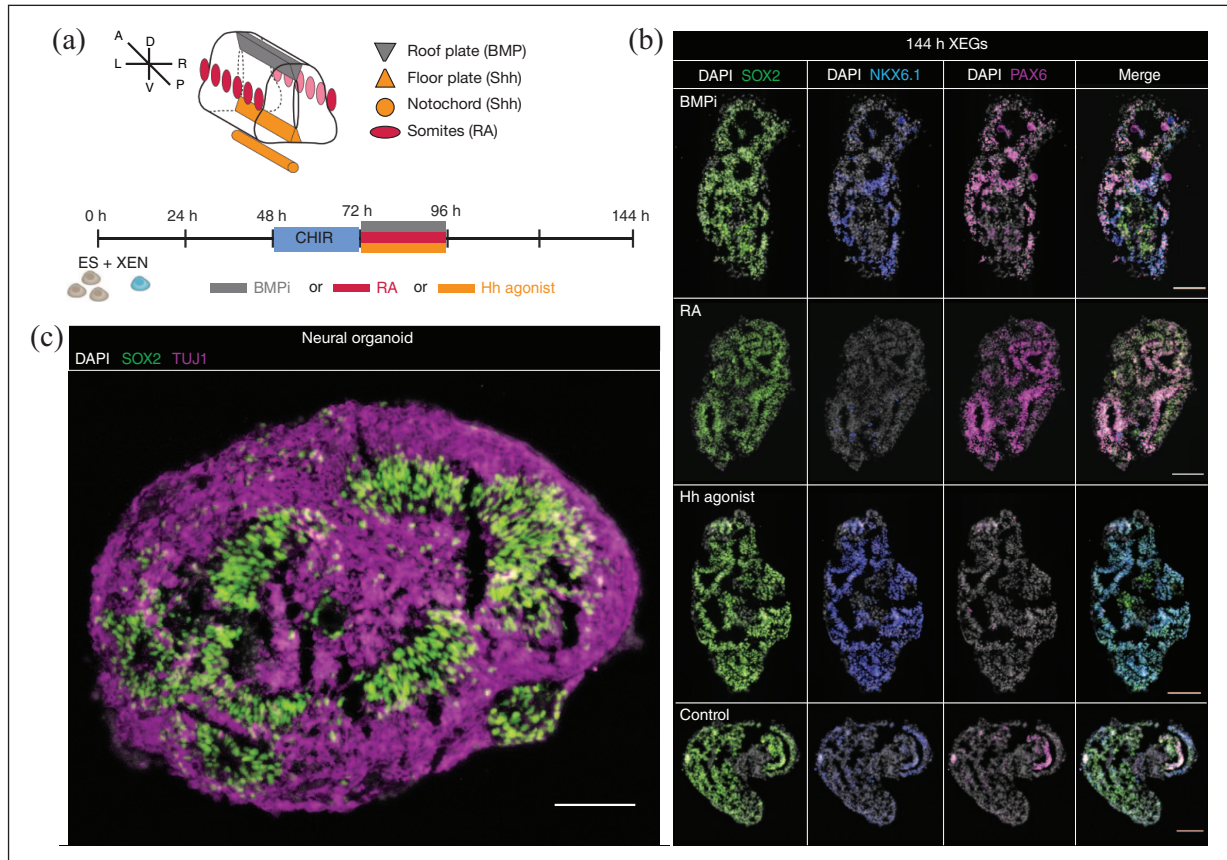 (a)
A
D
L
R
V
P
Roof plate (BMP)
Floor plate (Shh)
Notochord (Shh)
Somites (RA)
0 h 24 h 48 h 72 h 96 h 144 h
CHIR
ES + XEN
BMPi or RA or Hh agonist
(b)
144 h XEGs
DAPI SOX2 DAPI NKX6.1 DAPI PAX6 Merge
BMPi
RA
Hh agonist
Control
(c)
Neural organoid
DAPI SOX2 TUJ1